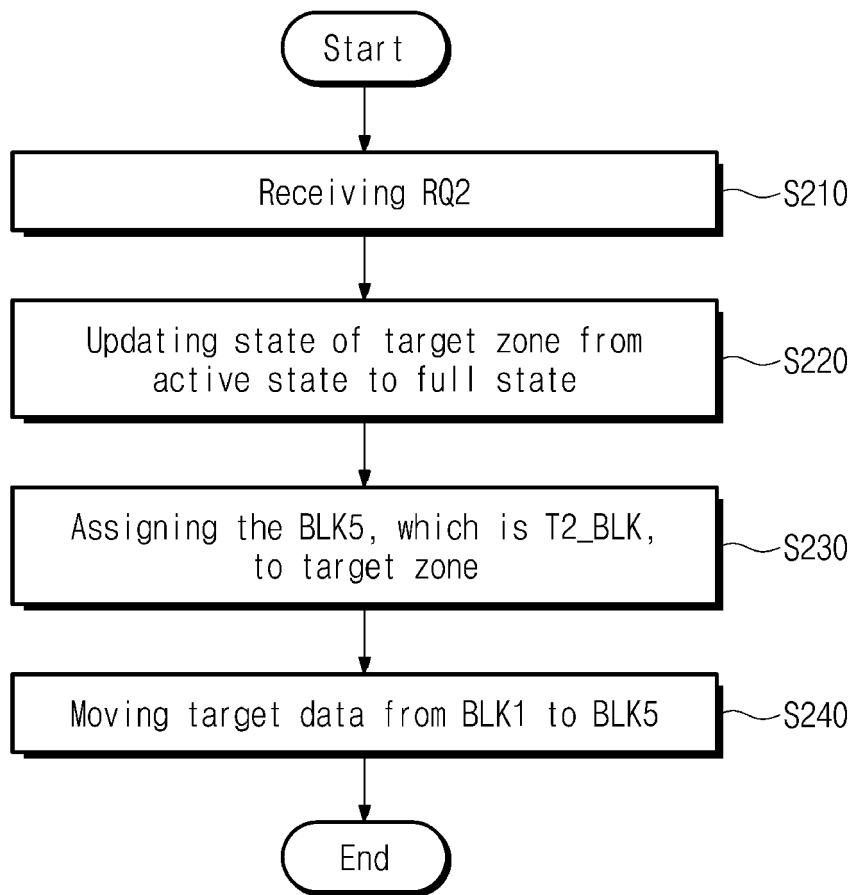 Start
Receiving RQ2
S210
Updating state of target zone from
active state to full state
S220
Assigning the BLK5, which is T2_BLK,
to target zone
S230
Moving target data from BLK1 to BLK5
S240
End